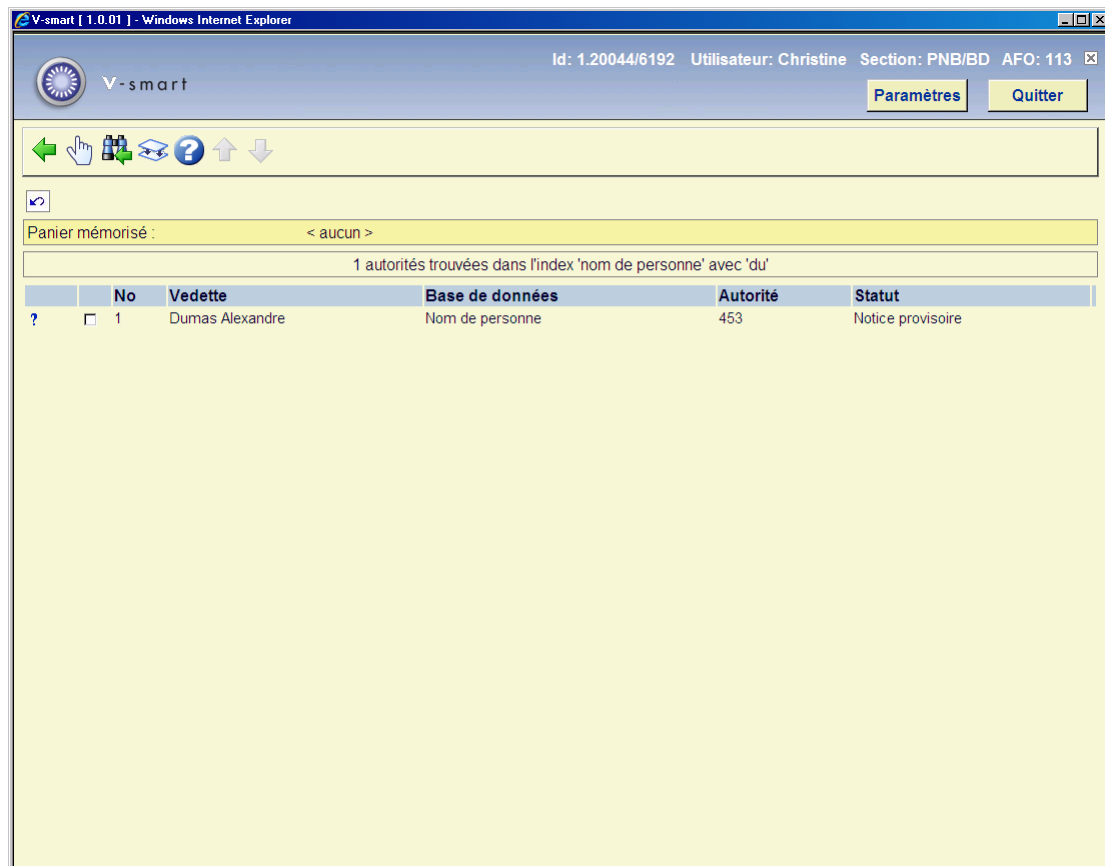 V-smart [ 1.0.01 ] - Windows Internet Explorer
Id: 1.20044/6192 Utilisateur: Christine Section: PNB/BD AFO: 113
V-smart
Paramètres Quitter
Panier mémorisé : < aucun >
1 autorités trouvées dans l'index 'nom de personne' avec 'du'
No Vedette Base de données Autorité Statut
? 1 Dumas Alexandre Nom de personne 453 Notice provisoire